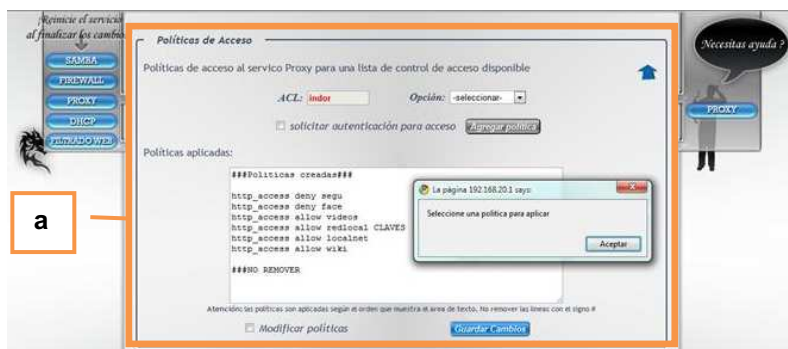 ¡Reinicie el servicio
al finalizar los cambio
SAMBA
FIREWALL
PROXY
DHCP
FILTRADO WEB
Necesitas ayuda ?
PROXY
Políticas de Acceso
Políticas de acceso al servico Proxy para una lista de control de acceso disponible
ACL: indor Opción: -seleccionar-
solicitar autenticación para acceso Agregar política
Políticas aplicadas:
###Politicas creadas###
http_access deny segu
http_access deny face
http_access allow videos
http_access allow redlocal CLAVES
http_access allow localnet
http_access allow wiki
###NO REMOVER
La página 192.168.20.1 says:
Seleccione una politica para aplicar
Aceptar
Atención: las políticas son aplicadas según el orden que muestra el area de texto. No remover las lineas con el signo #
Modificar políticas Guardar Cambios
a